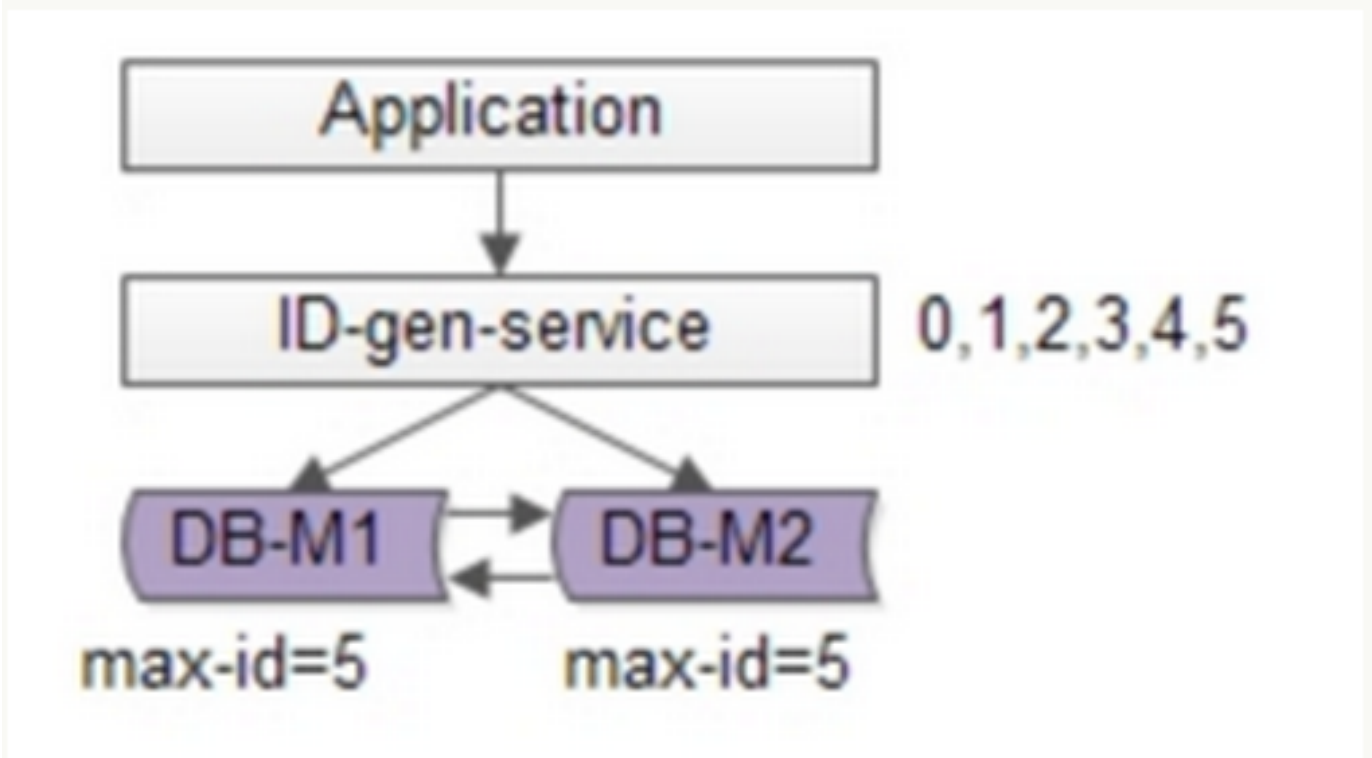 Application
ID-gen-service 0,1,2,3,4,5
DB-M1 DB-M2
max-id=5 max-id=5